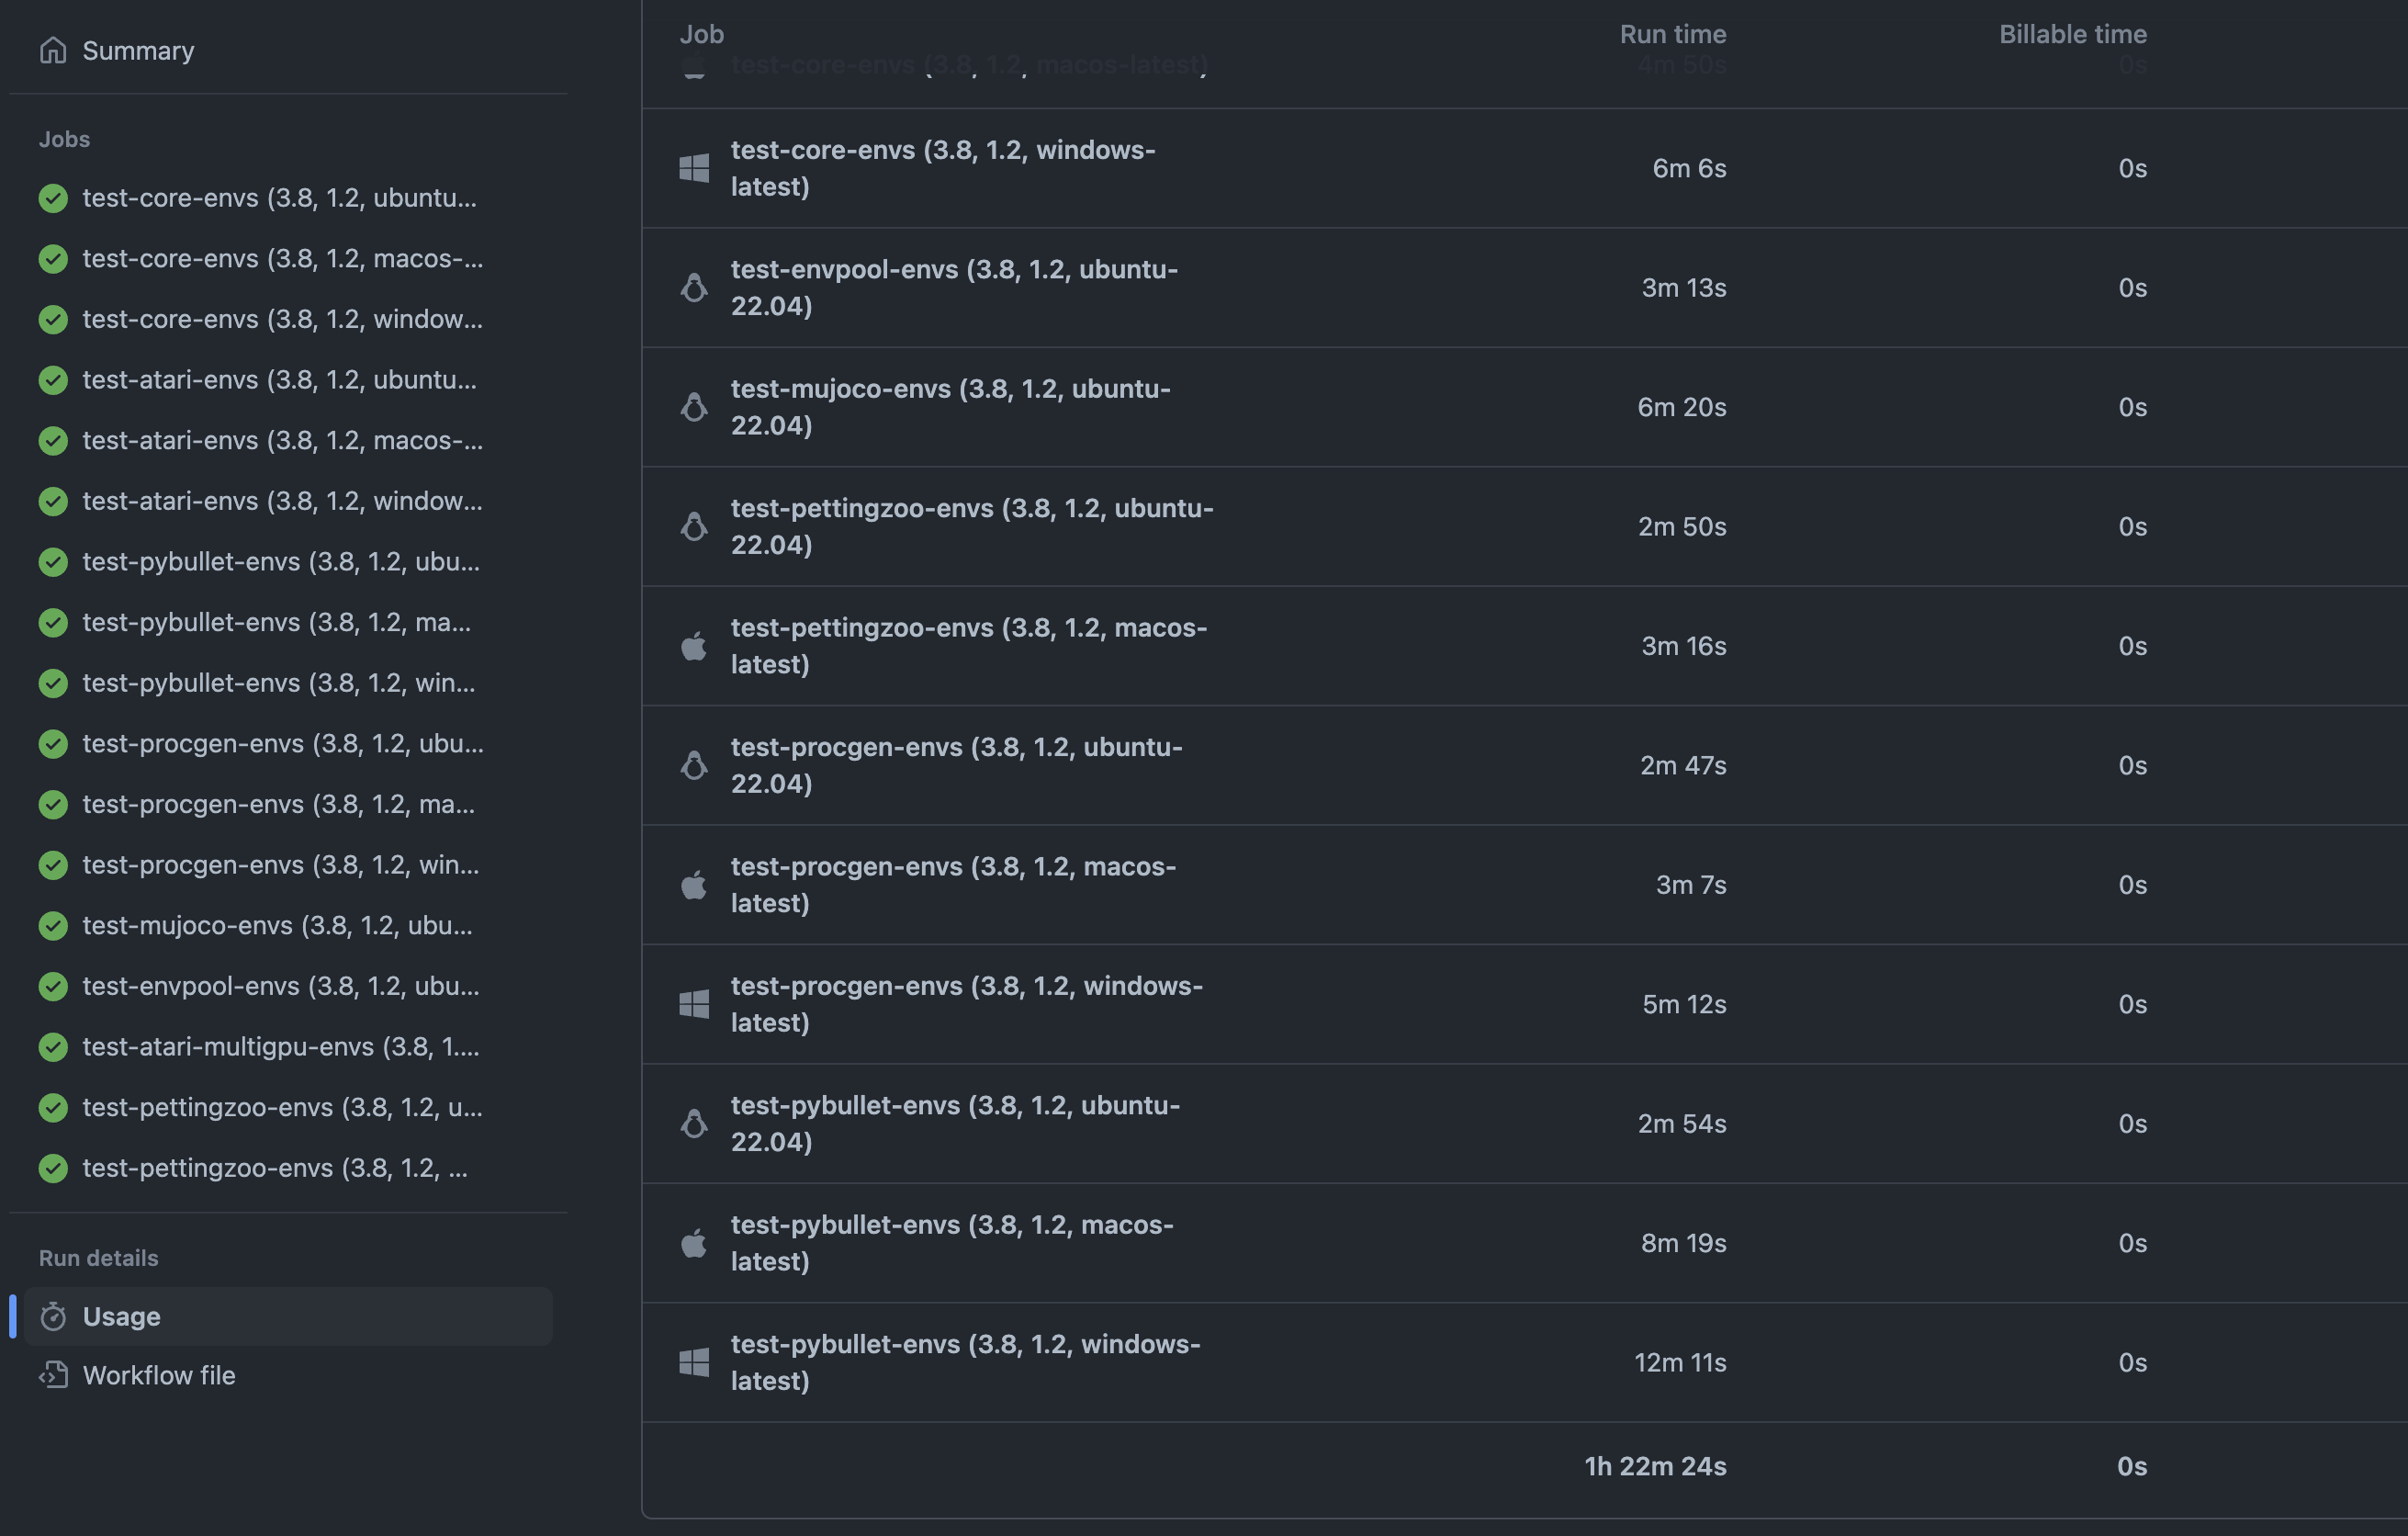 Summary
Jobs
test-core-envs (3.8, 1.2, ubuntu...
test-core-envs (3.8, 1.2, macos-...
test-core-envs (3.8, 1.2, window...
test-atari-envs (3.8, 1.2, ubuntu...
test-atari-envs (3.8, 1.2, macos-...
test-atari-envs (3.8, 1.2, window...
test-pybullet-envs (3.8, 1.2, ubu...
test-pybullet-envs (3.8, 1.2, ma...
test-pybullet-envs (3.8, 1.2, win...
test-procgen-envs (3.8, 1.2, ubu...
test-procgen-envs (3.8, 1.2, ma...
test-procgen-envs (3.8, 1.2, win...
test-mujoco-envs (3.8, 1.2, ubu...
test-envpool-envs (3.8, 1.2, ubu...
test-atari-multigpu-envs (3.8, 1....
test-pettingzoo-envs (3.8, 1.2, u...
test-pettingzoo-envs (3.8, 1.2, ...
Run details
Usage
Workflow file
Job Run time Billable time
test-core-envs (3.8, 1.2, macos-latest) 4m 50s 0s
test-core-envs (3.8, 1.2, windows-
latest) 6m 6s 0s
test-envpool-envs (3.8, 1.2, ubuntu-
22.04) 3m 13s 0s
test-mujoco-envs (3.8, 1.2, ubuntu-
22.04) 6m 20s 0s
test-pettingzoo-envs (3.8, 1.2, ubuntu-
22.04) 2m 50s 0s
test-pettingzoo-envs (3.8, 1.2, macos-
latest) 3m 16s 0s
test-procgen-envs (3.8, 1.2, ubuntu-
22.04) 2m 47s 0s
test-procgen-envs (3.8, 1.2, macos-
latest) 3m 7s 0s
test-procgen-envs (3.8, 1.2, windows-
latest) 5m 12s 0s
test-pybullet-envs (3.8, 1.2, ubuntu-
22.04) 2m 54s 0s
test-pybullet-envs (3.8, 1.2, macos-
latest) 8m 19s 0s
test-pybullet-envs (3.8, 1.2, windows-
latest) 12m 11s 0s
1h 22m 24s 0s